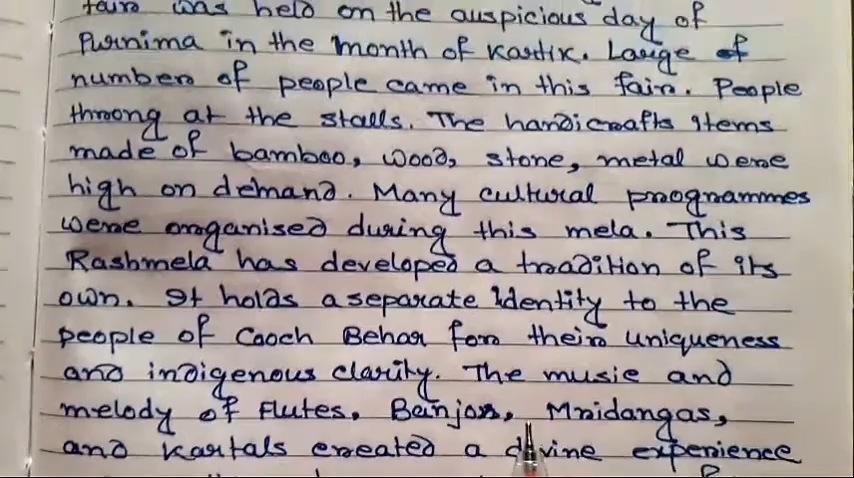 fair was held on the auspicious day of
Purnima in the month of Kartik. Large of
number of people came in this fair. People
throng at the stalls. The handicrafts items
made of bamboo, wood, stone, metal were
high on demand. Many cultural programmes
were organised during this mela. This
Rashmela has developed a tradition of its
own. It holds a separate identity to the
people of Cooch Behar for their uniqueness
and indigenous clarity. The music and
melody of Flutes, Banjos, Mridangas,
and Kartals created a divine experience